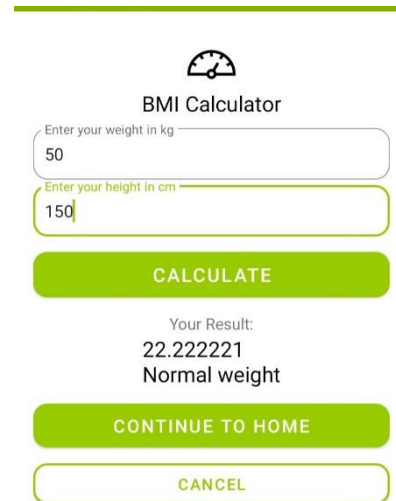 BMI Calculator
Enter your weight in kg
50
Enter your height in cm
150
CALCULATE
Your Result:
22.222221
Normal weight
CONTINUE TO HOME
CANCEL